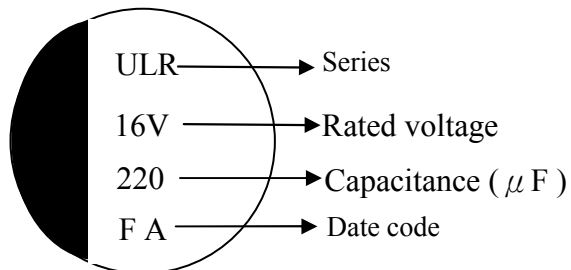 ULR Series
16V Rated voltage
220 Capacitance ( μ F )
F A Date code